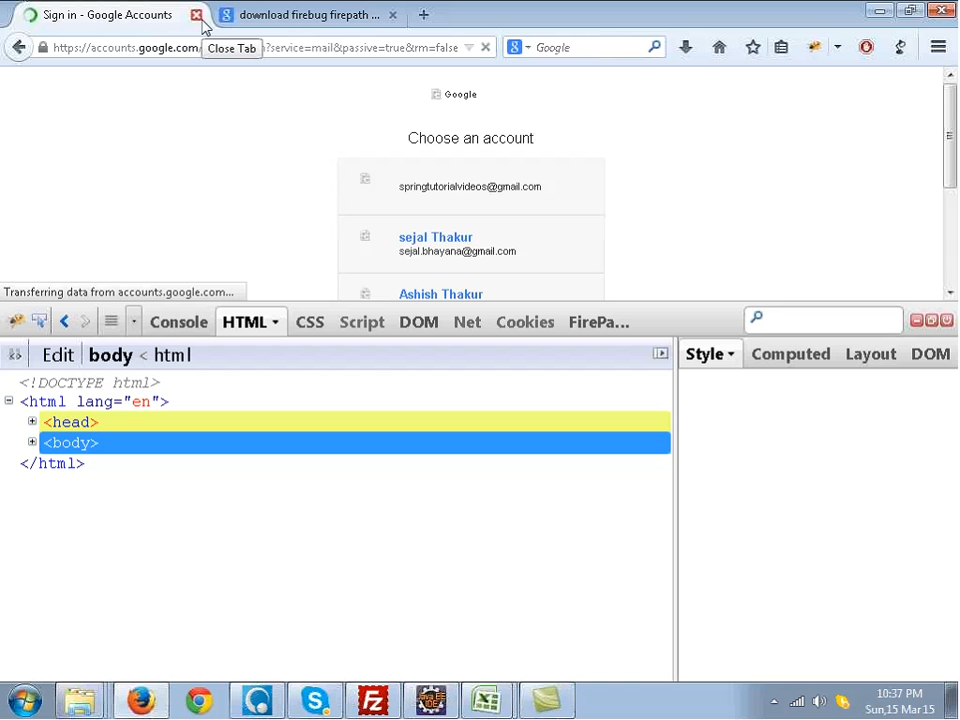 Sign in - Google Accounts
download firebug firepath ...
https://accounts.google.com
?service=mail&passive=true&rm=false
Google
Close Tab
Google
Choose an account
springtutorialvideos@gmail.com
sejal Thakur
sejal.bhayana@gmail.com
Ashish Thakur
Transferring data from accounts.google.com...
Console
HTML
CSS
Script
DOM
Net
Cookies
FirePa...
Edit
body < html
Style
Computed
Layout
DOM
<!DOCTYPE html>
<html lang="en">
<head>
<body>
</html>
10:37 PM
Sun,15 Mar 15